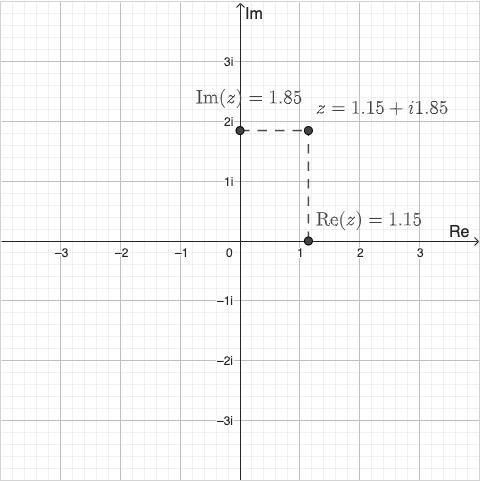 Im
3i
Im(z) = 1.85
z = 1.15 + i1.85
2i
1i
Re(z) = 1.15
Re
−3 −2 −1 0 1 2 3
−1i
−2i
−3i